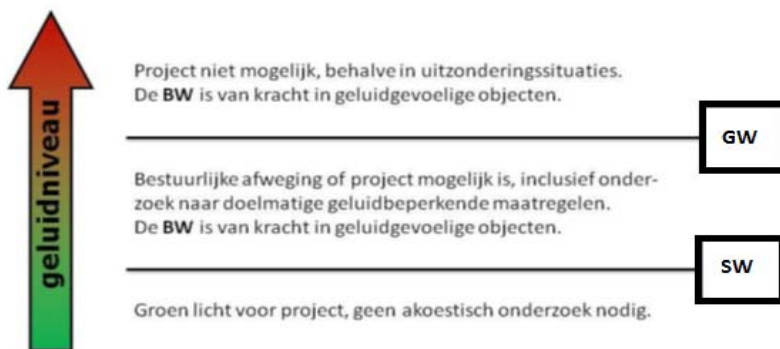 geluidniveau
Project niet mogelijk, behalve in uitzonderingssituaties.
De BW is van kracht in geluidgevoelige objecten.
GW
Bestuurlijke afweging of project mogelijk is, inclusief onder-
zoek naar doelmatige geluidbeperkende maatregelen.
De BW is van kracht in geluidgevoelige objecten.
SW
Groen licht voor project, geen akoestisch onderzoek nodig.